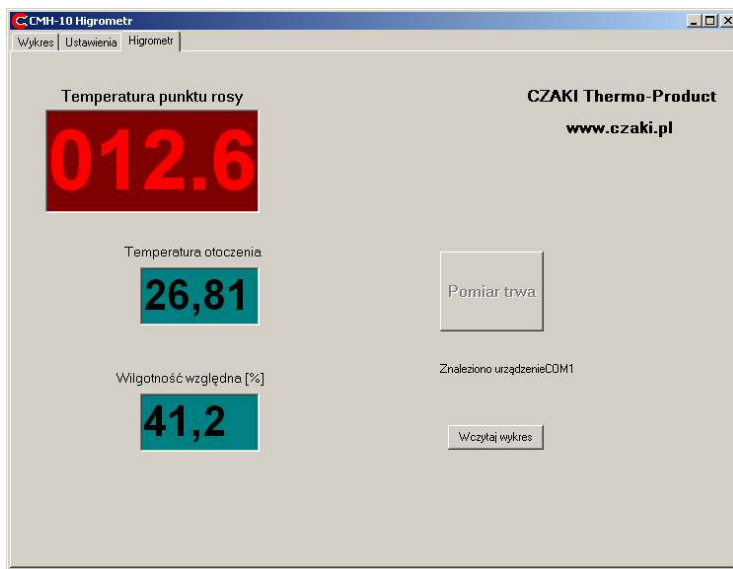 CMH-10 Higrometr
Wykres Ustawienia Higrometr
Temperatura punktu rosy
012.6
CZAKI Thermo-Product
www.czaki.pl
Temperatura otoczenia
26,81
Pomiar trwa
Wilgotność względna [%]
41,2
Znaleziono urządzenieCOM1
Wczytaj wykres